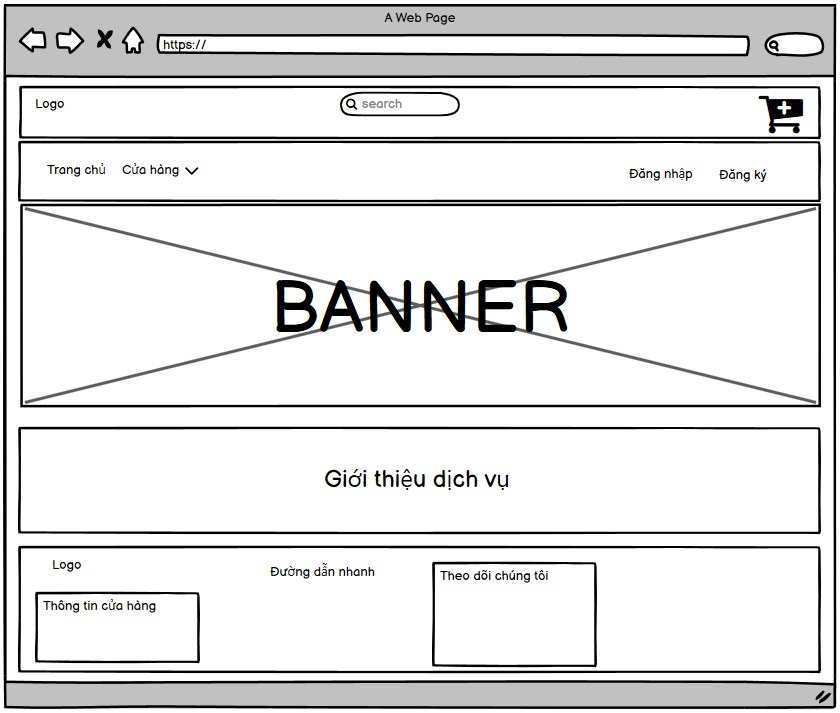 A Web Page
https://
Logo
search
Trang chủ
Cửa hàng
Đăng nhập
Đăng ký
BANNER
Giới thiệu dịch vụ
Logo
Đường dẫn nhanh
Theo dõi chúng tôi
Thông tin cửa hàng